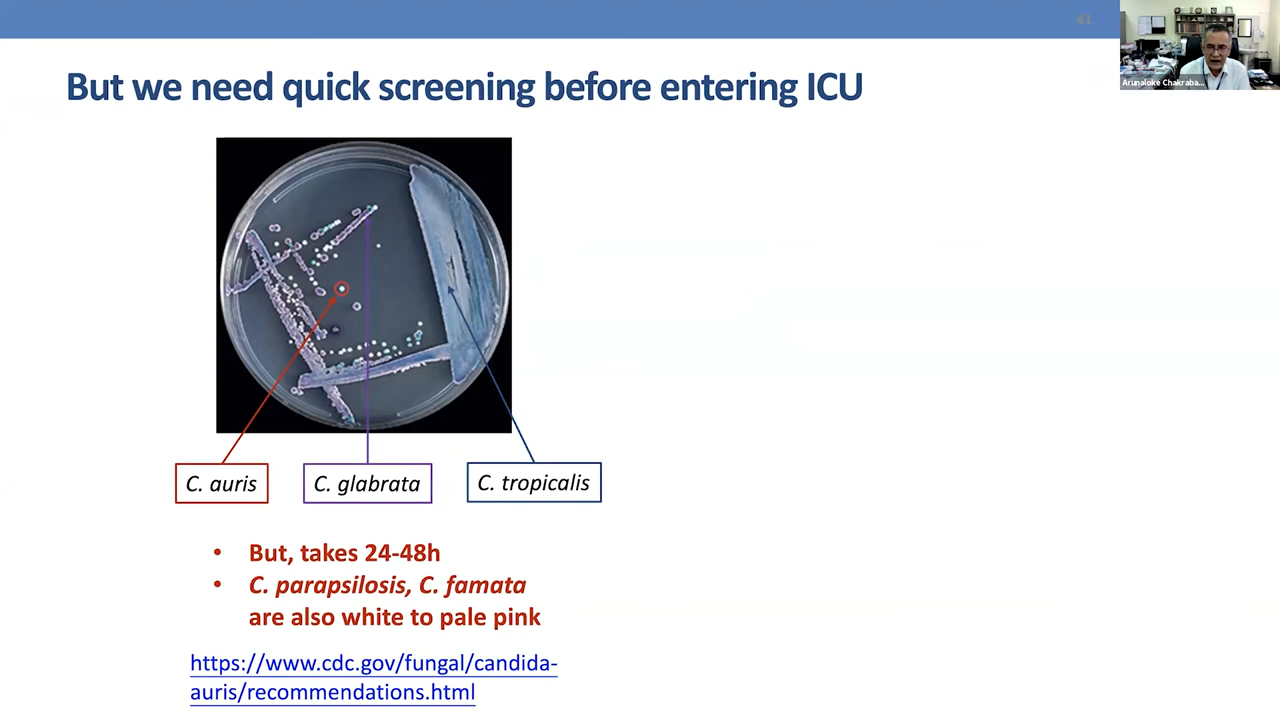 41
Arunaloke Chakraba...
But we need quick screening before entering ICU
C. auris
C. glabrata
C. tropicalis
• But, takes 24-48h
• C. parapsilosis, C. famata
are also white to pale pink
https://www.cdc.gov/fungal/candida-
auris/recommendations.html